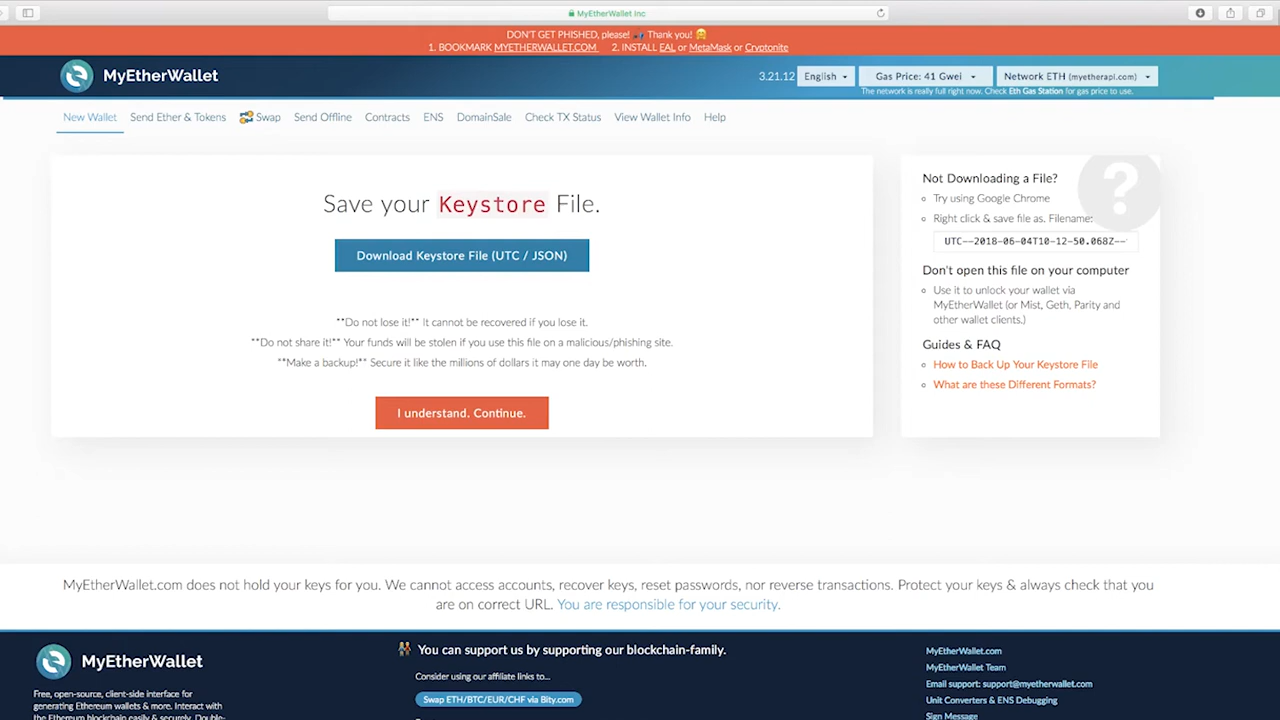 MyEtherWallet Inc
DON'T GET PHISHED, please! Thank you!
1. BOOKMARK MYETHERWALLET.COM 2. INSTALL EAL or MetaMask or Cryptonite
MyEtherWallet
3.21.12 English Gas Price: 41 Gwei Network ETH (myetherapi.com)
The network is really full right now. Check Eth Gas Station for gas price to use.
New Wallet Send Ether & Tokens Swap Send Offline Contracts ENS DomainSale Check TX Status View Wallet Info Help
Save your Keystore File.
Download Keystore File (UTC / JSON)
**Do not lose it!** It cannot be recovered if you lose it.
**Do not share it!** Your funds will be stolen if you use this file on a malicious/phishing site.
**Make a backup!** Secure it like the millions of dollars it may one day be worth.
I understand. Continue.
Not Downloading a File?
Try using Google Chrome
Right click & save file as. Filename:
UTC--2018-06-04T10-12-50.068Z--
Don't open this file on your computer
Use it to unlock your wallet via
MyEtherWallet (or Mist, Geth, Parity and
other wallet clients.)
Guides & FAQ
How to Back Up Your Keystore File
What are these Different Formats?
?
MyEtherWallet.com does not hold your keys for you. We cannot access accounts, recover keys, reset passwords, nor reverse transactions. Protect your keys & always check that you
are on correct URL. You are responsible for your security.
MyEtherWallet
Free, open-source, client-side interface for
generating Ethereum wallets & more. Interact with
the Ethereum blockchain easily & securely. Double-
You can support us by supporting our blockchain-family.
Consider using our affiliate links to...
Swap ETH/BTC/EUR/CHF via Bity.com
MyEtherWallet.com
MyEtherWallet Team
Email support: support@myetherwallet.com
Unit Converters & ENS Debugging
Sign Message